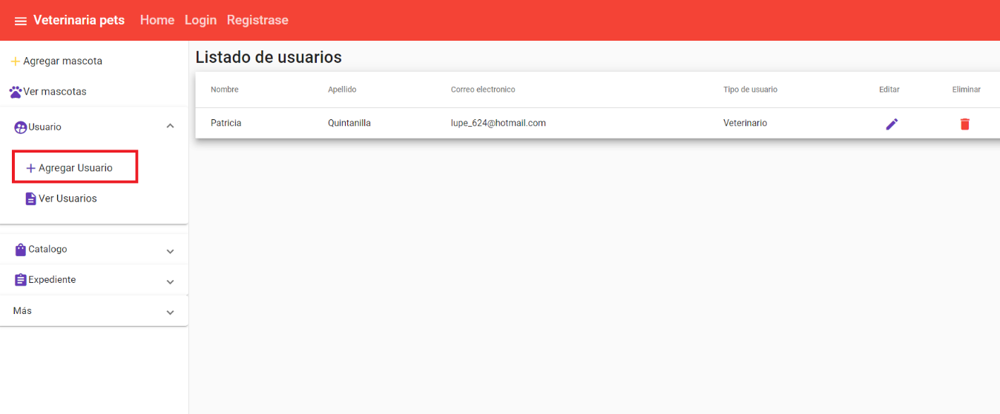 Veterinaria pets Home Login Registrase
Agregar mascota
Ver mascotas
Usuario
Agregar Usuario
Ver Usuarios
Catalogo
Expediente
Más
Listado de usuarios
Nombre Apellido Correo electronico Tipo de usuario Editar Eliminar
Patricia Quintanilla lupe_624@hotmail.com Veterinario